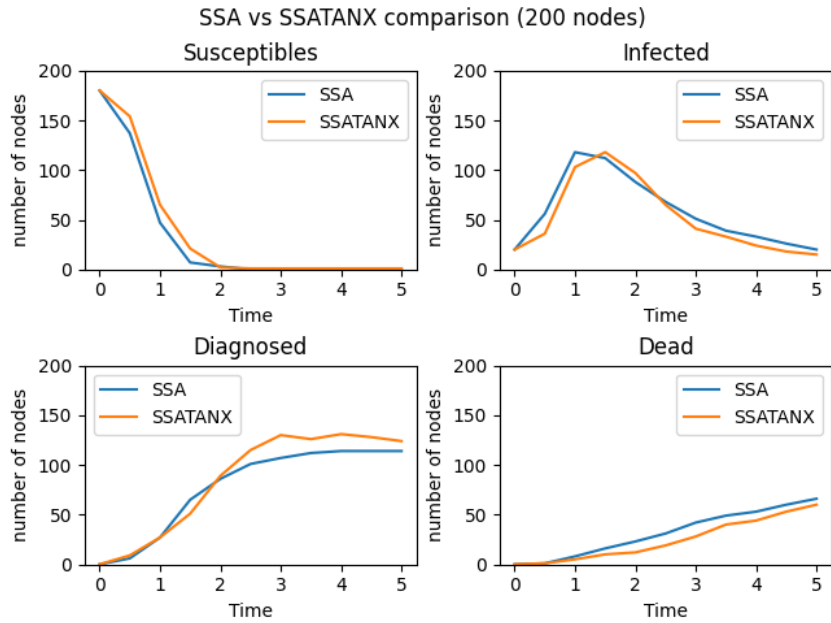 SSA vs SSATANX comparison (200 nodes)
Susceptibles
number of nodes
200
150
100
50
0
SSA
SSATANX
0 1 2 3 4 5
Time
Infected
number of nodes
200
150
100
50
0
SSA
SSATANX
0 1 2 3 4 5
Time
Diagnosed
number of nodes
200
150
100
50
0
SSA
SSATANX
0 1 2 3 4 5
Time
Dead
number of nodes
200
150
100
50
0
SSA
SSATANX
0 1 2 3 4 5
Time